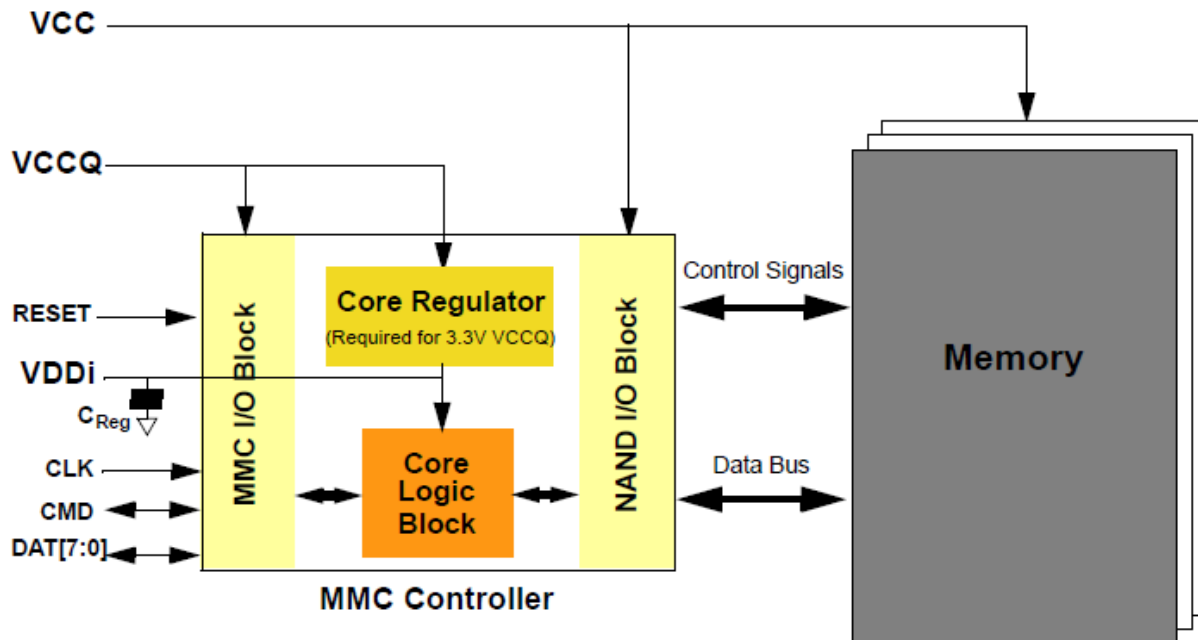 VCC
VCCQ
RESET
VDDi
CReg
CLK
CMD
DAT[7:0]
MMC I/O Block
Core Regulator
(Required for 3.3V VCCQ)
Core
Logic
Block
NAND I/O Block
MMC Controller
Control Signals
Data Bus
Memory